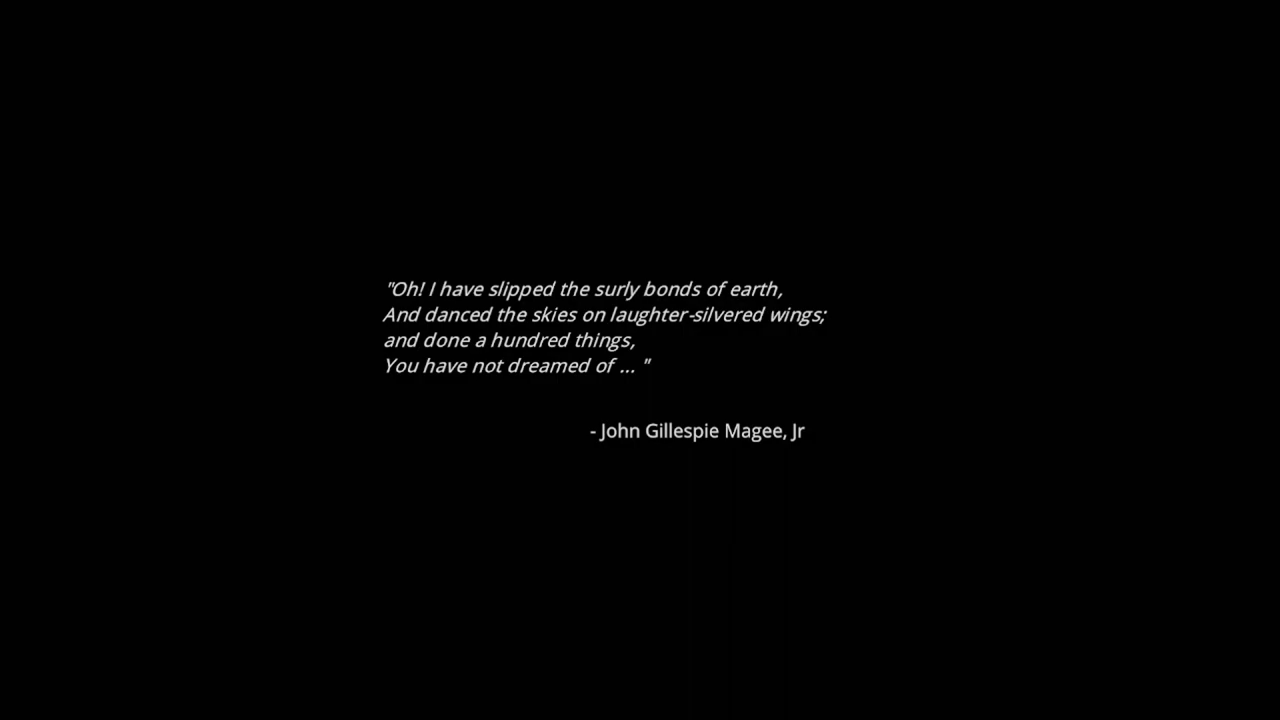 "Oh! I have slipped the surly bonds of earth,
And danced the skies on laughter-silvered wings;
and done a hundred things,
You have not dreamed of ... "
- John Gillespie Magee, Jr